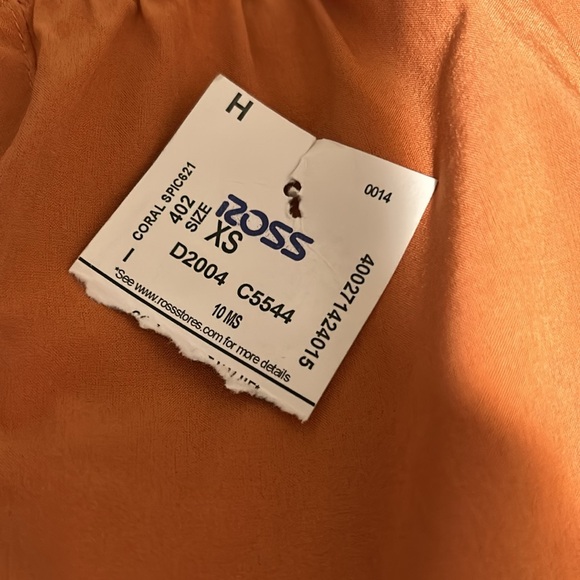 H
0014
CORAL SPIC621
402
SIZE
ROSS
XS
I
D2004 C5544
10 MS
400271424015
*See www.rossstores.com for more details